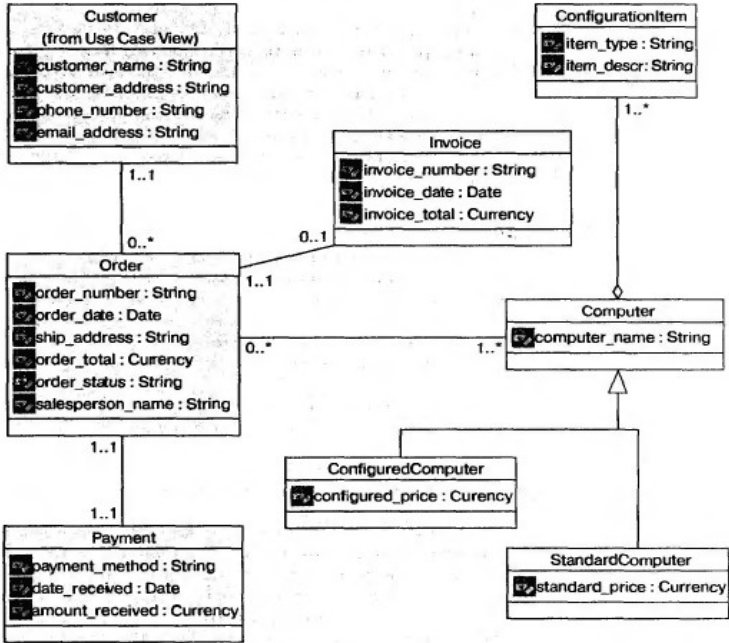 Customer
(from Use Case View)
customer_name : String
customer_address : String
phone_number : String
email_address : String
1..1
0..*
ConfigurationItem
item_type : String
item_descr: String
1..*
Invoice
invoice_number : String
invoice_date : Date
invoice_total : Currency
0..1
1..1
Order
order_number : String
order_date : Date
ship_address : String
order_total : Currency
order_status : String
salesperson_name : String
0..*
1..*
Computer
computer_name : String
1..1
1..1
ConfiguredComputer
configured_price : Curency
Payment
payment_method : String
date_received : Date
amount_received : Currency
StandardComputer
standard_price : Currency